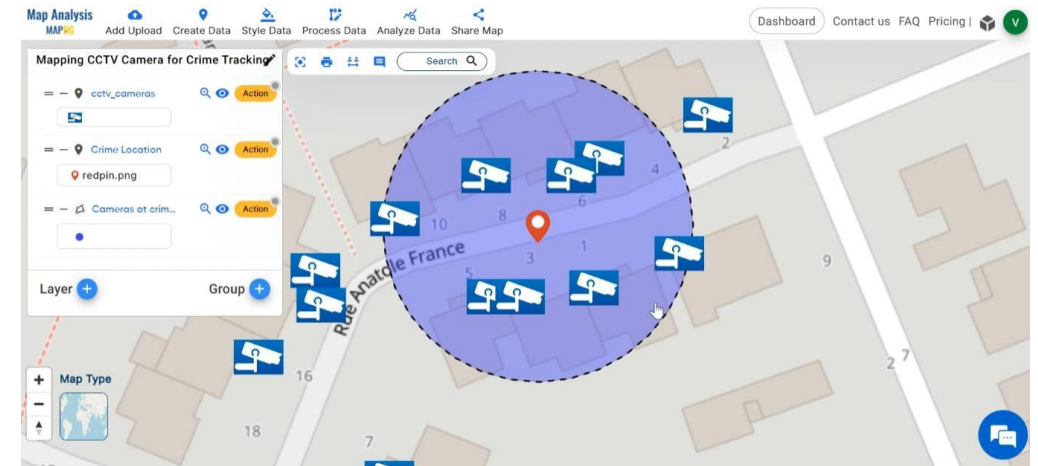 Map Analysis
MAPOG
Add Upload
Create Data
Style Data
Process Data
Analyze Data
Share Map
Dashboard
Contact us
FAQ
Pricing |
V
Mapping CCTV Camera for Crime Tracking
Search
cctv_cameras
Action
Crime Location
Action
redpin.png
Cameras at crim...
Action
Layer +
Group +
+
Map Type
−
2
4
6
8
10
1
3
5
9
Rue Anatole France
16
18
7
2
7